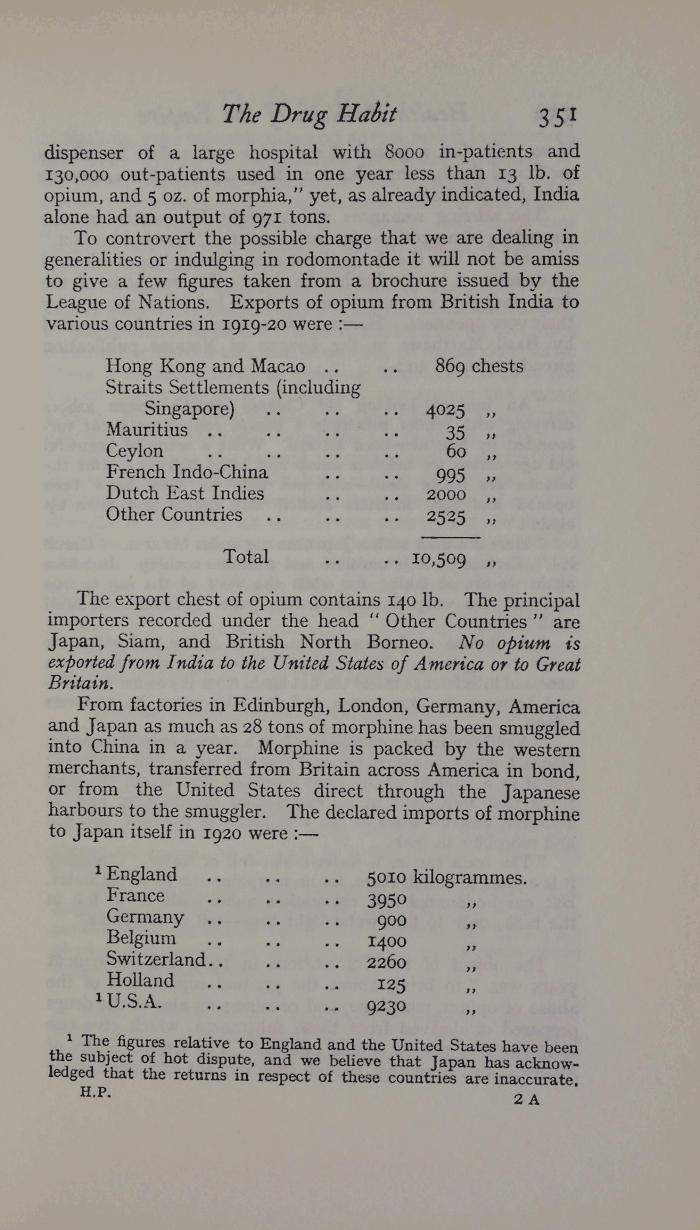 The Drug Habit 351
dispenser of a large hospital with 8000 in-patients and
130,000 out-patients used in one year less than 13 lb. of
opium, and 5 oz. of morphia,” yet, as already indicated, India
alone had an output of 971 tons.
To controvert the possible charge that we are dealing in
generalities or indulging in rodomontade it will not be amiss
to give a few figures taken from a brochure issued by the
League of Nations. Exports of opium from British India to
various countries in 1919-20 were :—
Hong Kong and Macao .. .. 869 chests
Straits Settlements (including
Singapore) .. .. .. 4025 ,,
Mauritius .. .. .. .. 35 ,,
Ceylon .. .. .. .. 60 ,,
French Indo-China .. .. 995 ,,
Dutch East Indies .. .. 2000 ,,
Other Countries .. .. .. 2525 ,,
Total .. .. 10,509 ,,
The export chest of opium contains 140 lb. The principal
importers recorded under the head “ Other Countries ” are
Japan, Siam, and British North Borneo. No opium is
exported from India to the United States of America or to Great
Britain.
From factories in Edinburgh, London, Germany, America
and Japan as much as 28 tons of morphine has been smuggled
into China in a year. Morphine is packed by the western
merchants, transferred from Britain across America in bond,
or from the United States direct through the Japanese
harbours to the smuggler. The declared imports of morphine
to Japan itself in 1920 were :—
¹ England .. .. .. 5010 kilogrammes.
France .. .. .. 3950 ,,
Germany .. .. .. 900 ,,
Belgium .. .. .. 1400 ,,
Switzerland.. .. .. 2260 ,,
Holland .. .. .. 125 ,,
¹ U.S.A. .. .. .. 9230 ,,
¹ The figures relative to England and the United States have been
the subject of hot dispute, and we believe that Japan has acknow-
ledged that the returns in respect of these countries are inaccurate.
H.P. 2 A